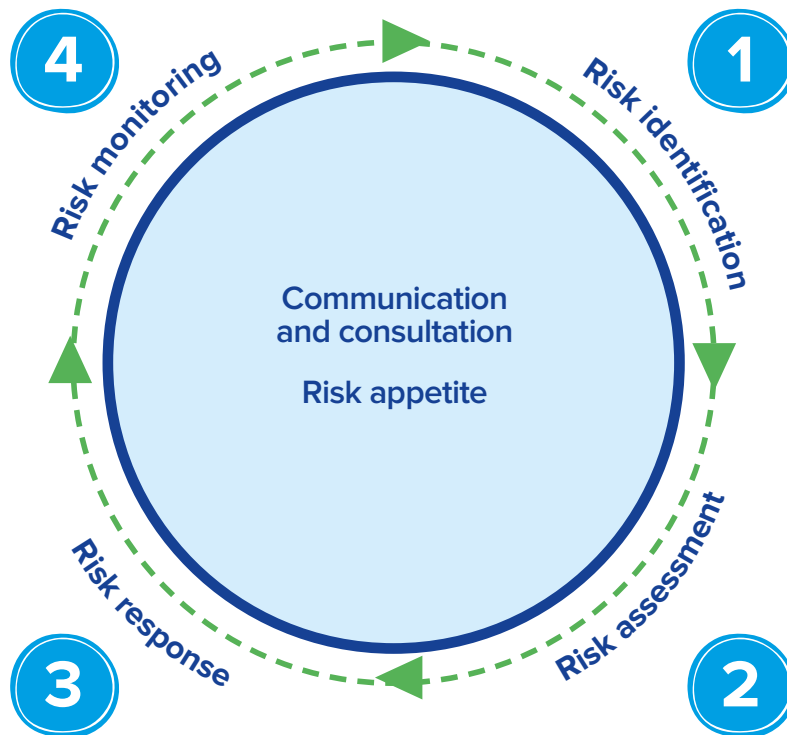 4
1
Risk monitoring
Risk identification
Communication
and consultation
Risk appetite
Risk response
Risk assessment
3
2